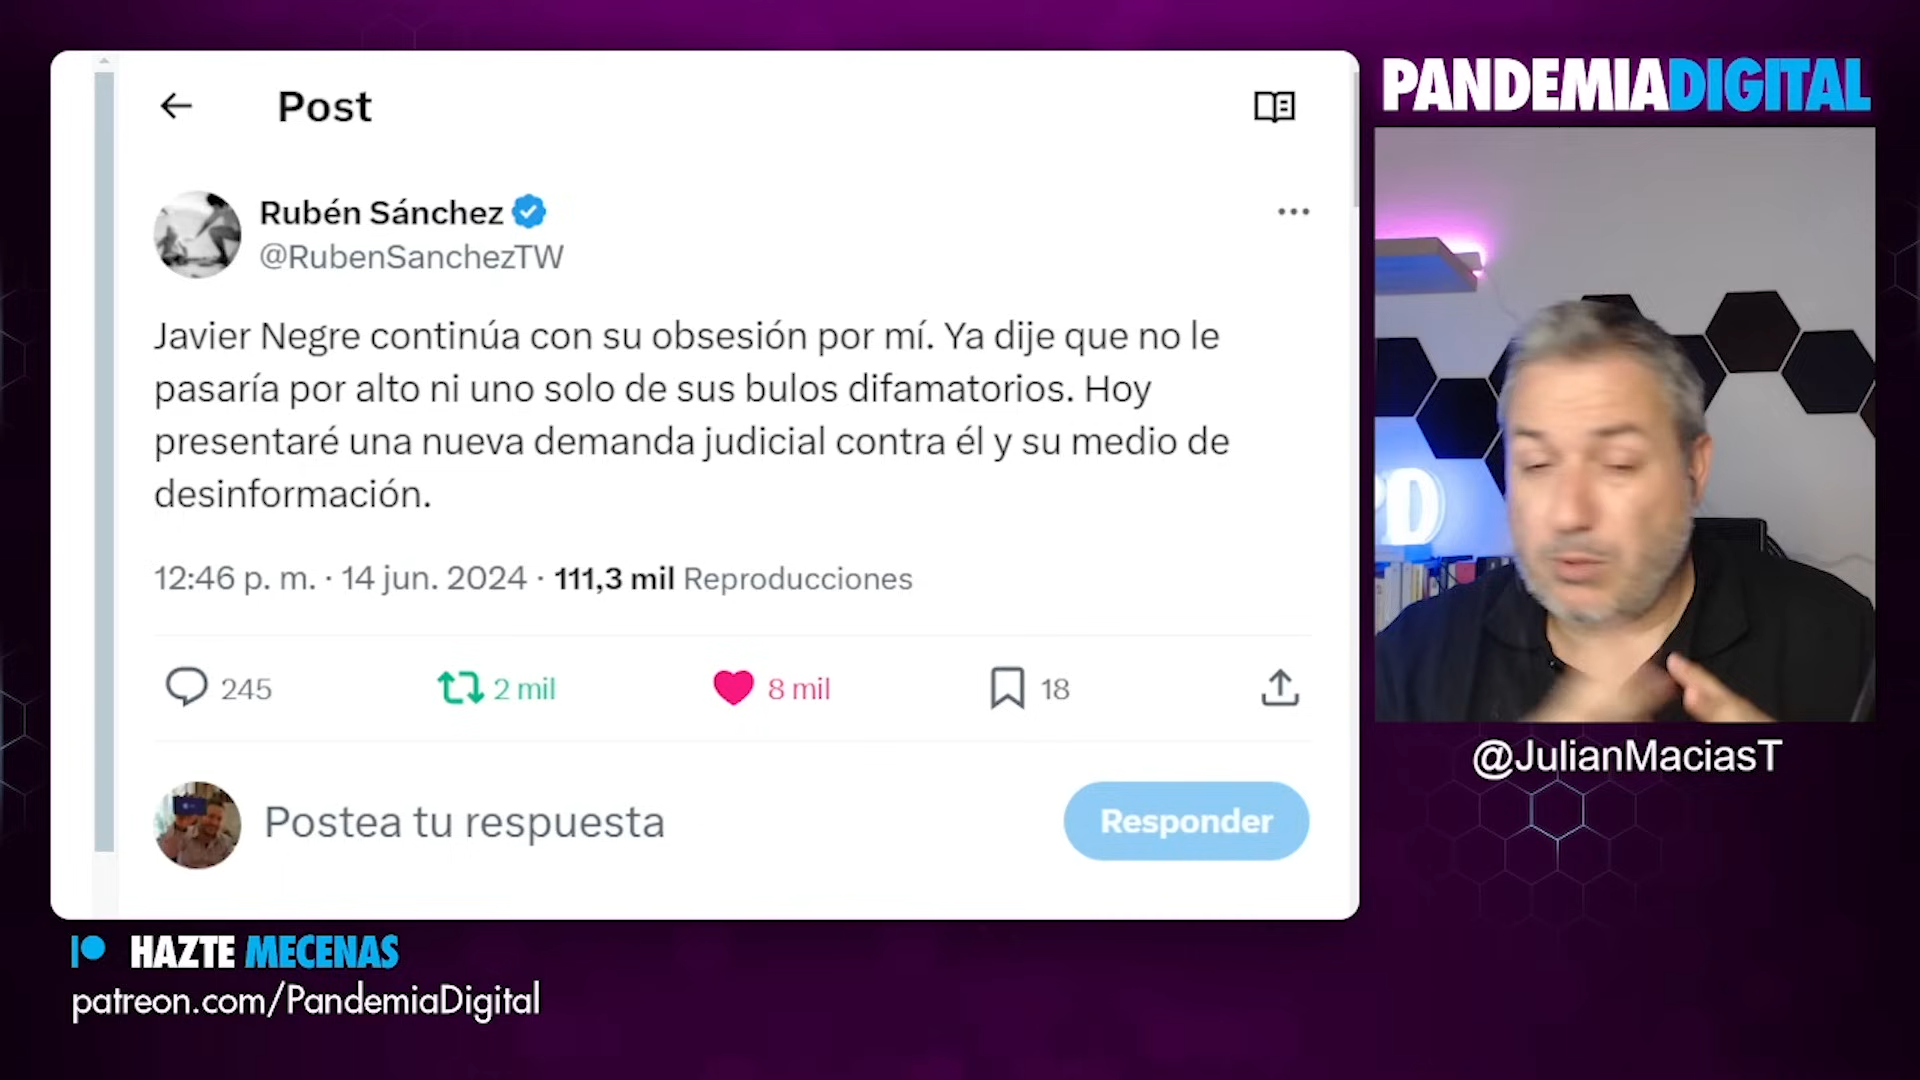 Post
PANDEMIADIGITAL
Rubén Sánchez
@RubenSanchezTW
Javier Negre continúa con su obsesión por mí. Ya dije que no le
pasaría por alto ni uno solo de sus bulos difamatorios. Hoy
presentaré una nueva demanda judicial contra él y su medio de
desinformación.
12:46 p. m. · 14 jun. 2024 · 111,3 mil Reproducciones
245 2 mil 8 mil 18
Postea tu respuesta
Responder
PD
@JulianMaciasT
HAZTE MECENAS
patreon.com/PandemiaDigital